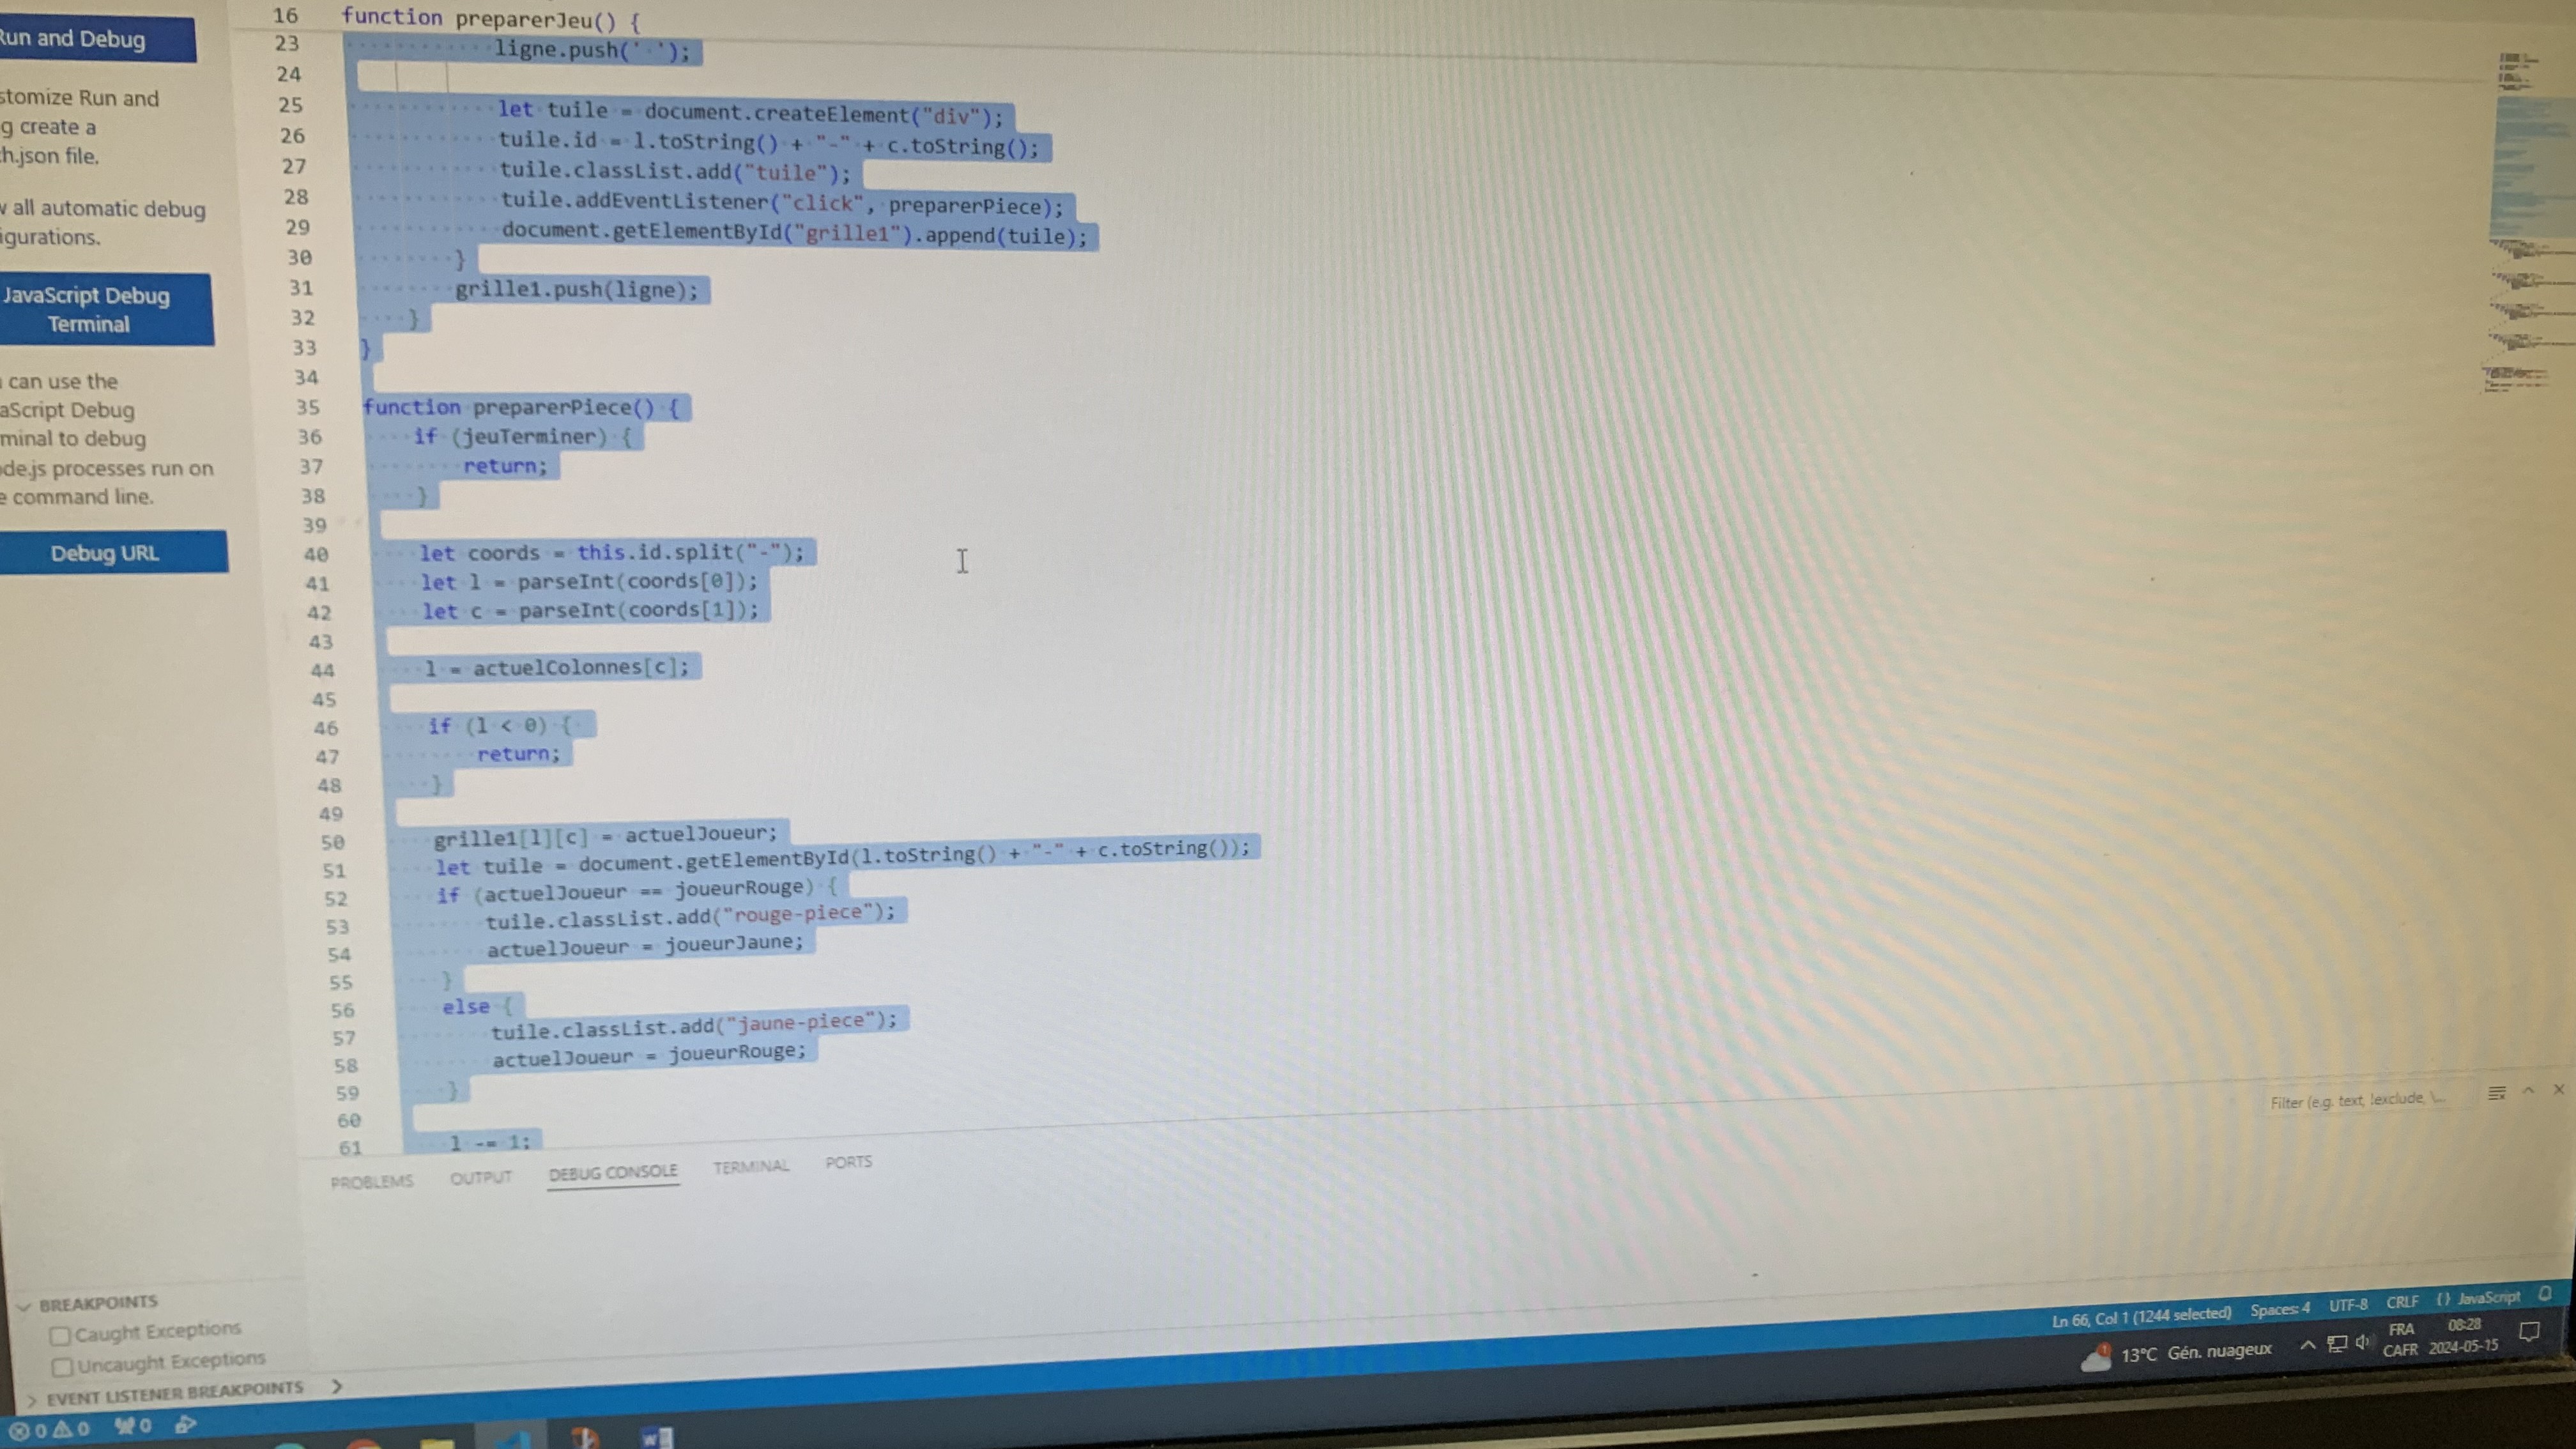 Run and Debug
stomize Run and
g create a
h.json file.
all automatic debug
igurations.
JavaScript Debug
Terminal
can use the
aScript Debug
minal to debug
de.js processes run on
e command line.
Debug URL
16 function preparerJeu() {
23 ligne.push(' ');
24
25 let tuile = document.createElement("div");
26 tuile.id = l.toString() + "-" + c.toString();
27 tuile.classList.add("tuile");
28 tuile.addEventListener("click", preparerPiece);
29 document.getElementById("grille1").append(tuile);
30 }
31 grille1.push(ligne);
32 }
33 }
34
35 function preparerPiece() {
36 if (jeuTerminer) {
37 return;
38 }
39
40 let coords = this.id.split("-");
41 let l = parseInt(coords[0]);
42 let c = parseInt(coords[1]);
43
44 l = actuelColonnes[c];
45
46 if (l < 0) {
47 return;
48 }
49
50 grille1[l][c] = actuelJoueur;
51 let tuile = document.getElementById(l.toString() + "-" + c.toString());
52 if (actuelJoueur == joueurRouge) {
53 tuile.classList.add("rouge-piece");
54 actuelJoueur = joueurJaune;
55 }
56 else {
57 tuile.classList.add("jaune-piece");
58 actuelJoueur = joueurRouge;
59 }
60
61 l -= 1;
PROBLEMS OUTPUT DEBUG CONSOLE TERMINAL PORTS
Filter (e.g. text, !exclude, \...
BREAKPOINTS
Caught Exceptions
Uncaught Exceptions
EVENT LISTENER BREAKPOINTS
0 0 0
Ln 66, Col 1 (1244 selected) Spaces: 4 UTF-8 CRLF {} JavaScript
13°C Gén. nuageux
FRA
CAFR
08:28
2024-05-15